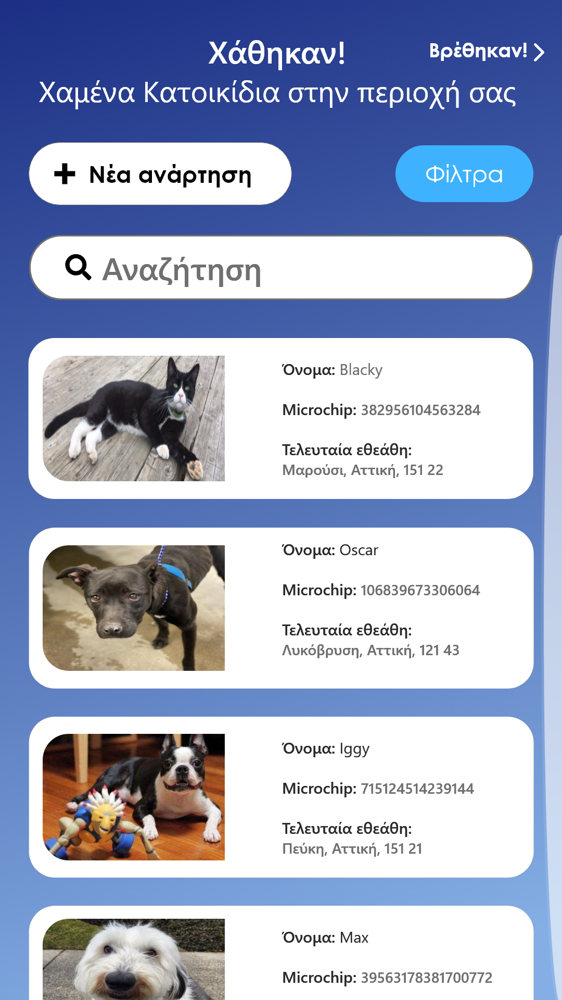 Χάθηκαν!
Βρέθηκαν!
Χαμένα Κατοικίδια στην περιοχή σας
Νέα ανάρτηση
Φίλτρα
Αναζήτηση
Όνομα: Blacky
Microchip: 382956104563284
Τελευταία εθεάθη:
Μαρούσι, Αττική, 151 22
Όνομα: Oscar
Microchip: 106839673306064
Τελευταία εθεάθη:
Λυκόβρυση, Αττική, 121 43
Όνομα: Iggy
Microchip: 715124514239144
Τελευταία εθεάθη:
Πεύκη, Αττική, 151 21
Όνομα: Max
Microchip: 39563178381700772